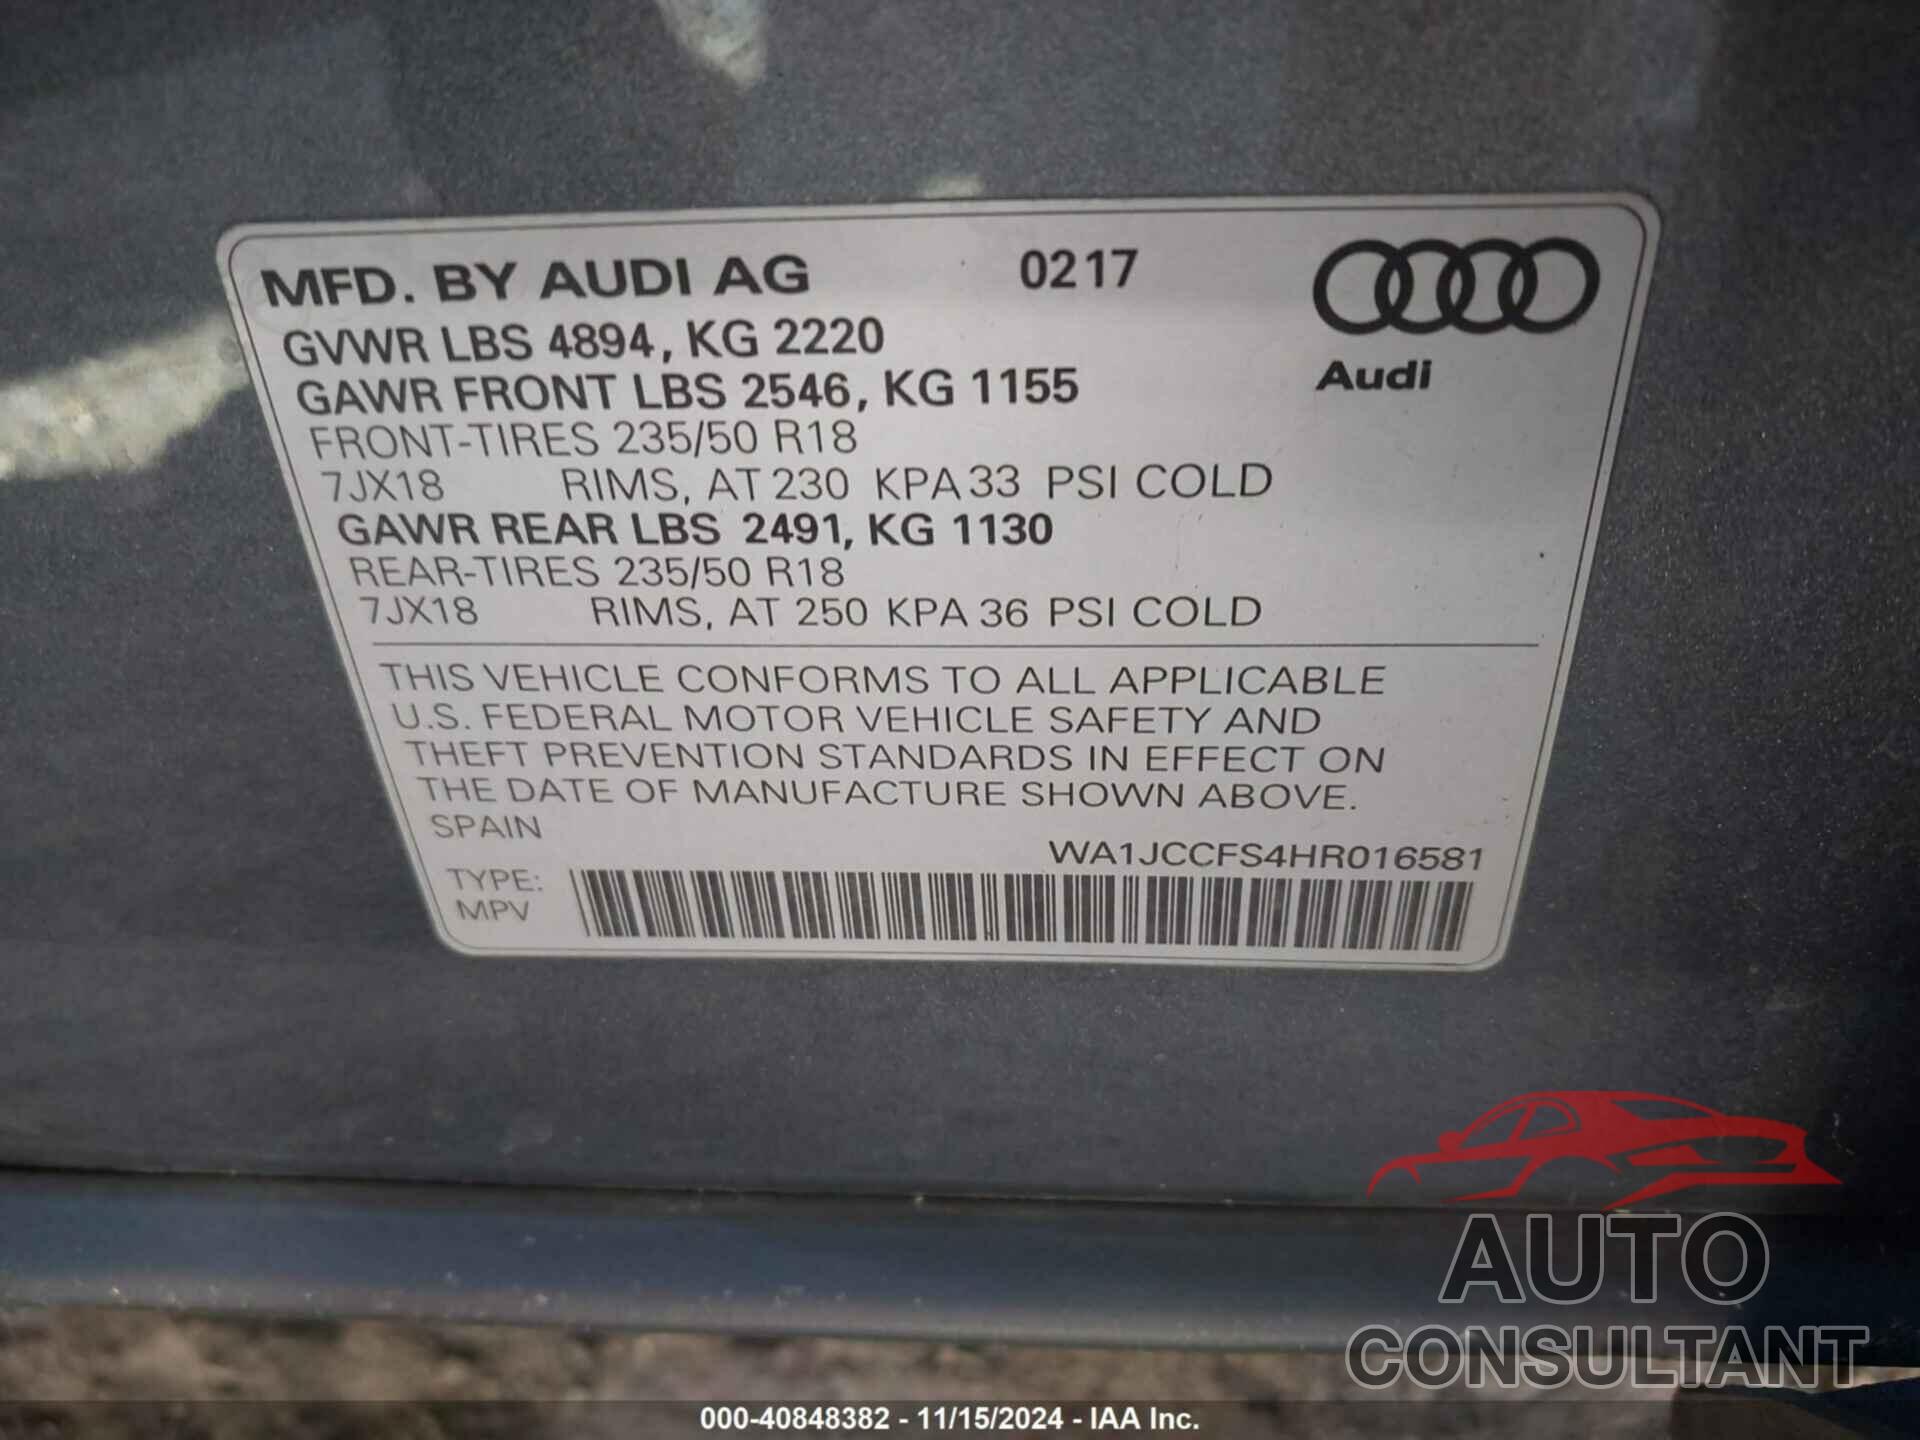 MFD. BY AUDI AG 0217
Audi
GVWR LBS 4894, KG 2220
GAWR FRONT LBS 2546, KG 1155
FRONT-TIRES 235/50 R18
7JX18 RIMS, AT 230 KPA 33 PSI COLD
GAWR REAR LBS 2491, KG 1130
REAR-TIRES 235/50 R18
7JX18 RIMS, AT 250 KPA 36 PSI COLD
THIS VEHICLE CONFORMS TO ALL APPLICABLE
U.S. FEDERAL MOTOR VEHICLE SAFETY AND
THEFT PREVENTION STANDARDS IN EFFECT ON
THE DATE OF MANUFACTURE SHOWN ABOVE.
SPAIN
WA1JCCFS4HR016581
TYPE:
MPV
AUTO
CONSULTANT
000-40848382 - 11/15/2024 - IAA Inc.